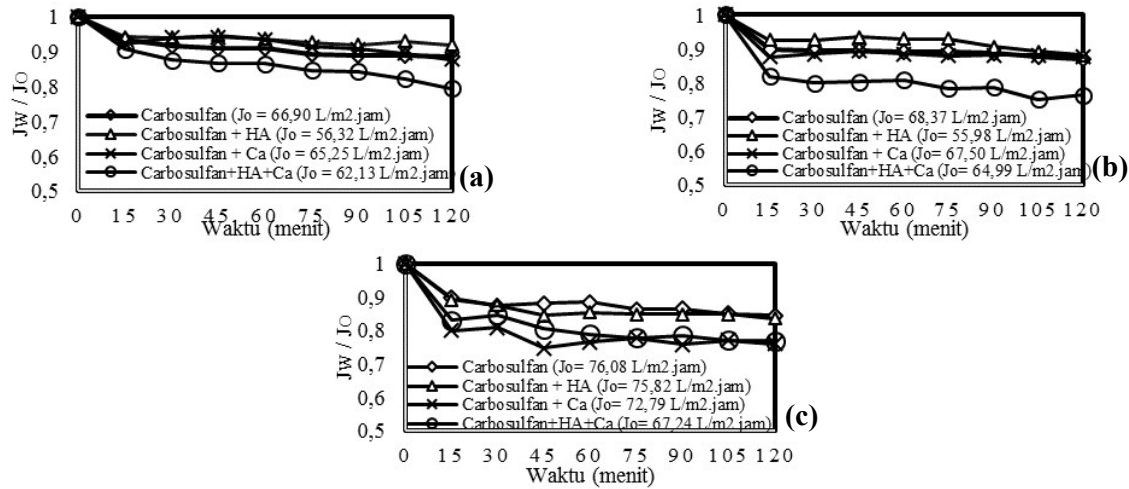 1
0,9
0,8
0,7
0,6
0,5
Jw / Jo
Carbosulfan (Jo = 66,90 L/m2.jam)
Carbosulfan + HA (Jo = 56,32 L/m2.jam)
Carbosulfan + Ca (Jo = 65,25 L/m2.jam)
Carbosulfan+HA+Ca (Jo = 62,13 L/m2.jam)
0 15 30 45 60 75 90 105 120
Waktu (menit)
(a)
1
0,9
0,8
0,7
0,6
0,5
Jw / Jo
Carbosulfan (Jo = 68,37 L/m2.jam)
Carbosulfan + HA (Jo = 55,98 L/m2.jam)
Carbosulfan + Ca (Jo = 67,50 L/m2.jam)
Carbosulfan+HA+Ca (Jo = 64,99 L/m2.jam)
0 15 30 45 60 75 90 105 120
Waktu (menit)
(b)
1
0,9
0,8
0,7
0,6
0,5
Jw / Jo
Carbosulfan (Jo= 76,08 L/m2.jam)
Carbosulfan + HA (Jo= 75,82 L/m2.jam)
Carbosulfan + Ca (Jo= 72,79 L/m2.jam)
Carbosulfan+HA+Ca (Jo= 67,24 L/m2.jam)
0 15 30 45 60 75 90 105 120
Waktu (menit)
(c)